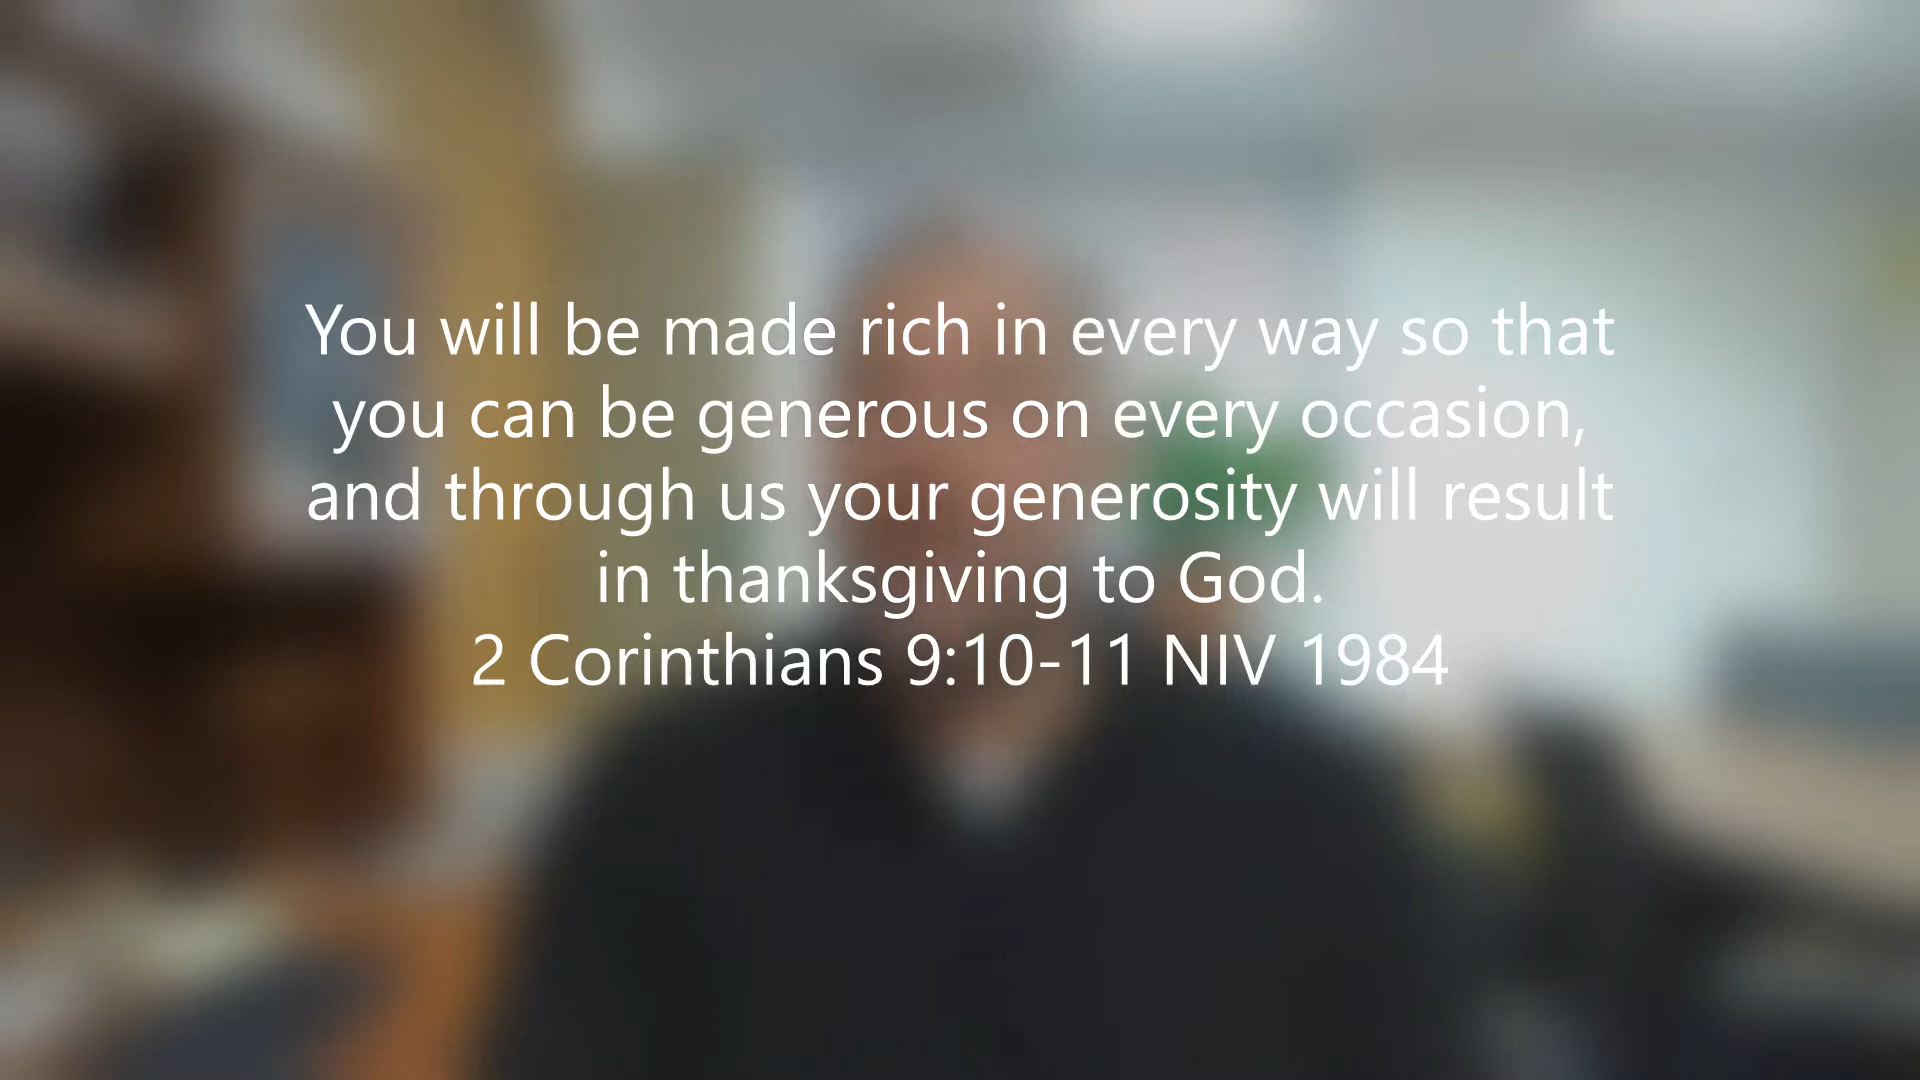 You will be made rich in every way so that
you can be generous on every occasion,
and through us your generosity will result
in thanksgiving to God.
2 Corinthians 9:10-11 NIV 1984